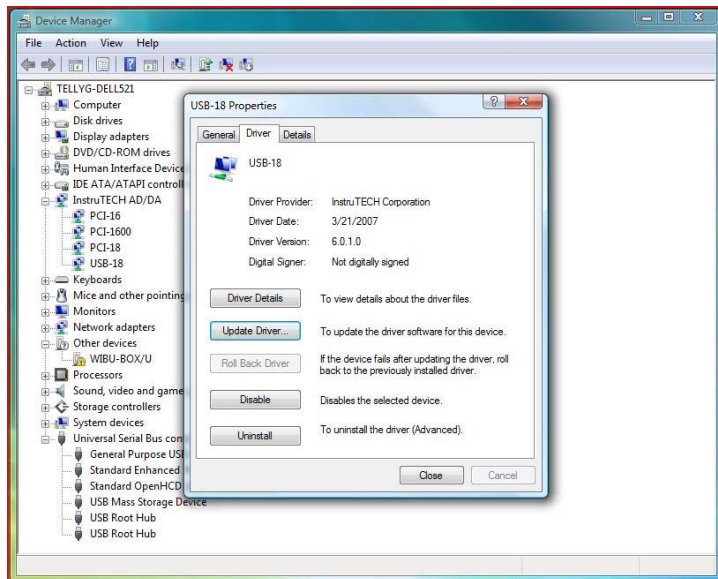 Device Manager
File Action View Help
TELLYG-DELL521
Computer
Disk drives
Display adapters
DVD/CD-ROM drives
Human Interface Device
IDE ATA/ATAPI controll
InstruTECH AD/DA
PCI-16
PCI-1600
PCI-18
USB-18
Keyboards
Mice and other pointing
Monitors
Network adapters
Other devices
WIBU-BOX/U
Processors
Sound, video and game
Storage controllers
System devices
Universal Serial Bus con
General Purpose USB
Standard Enhanced
Standard OpenHCD
USB Mass Storage Device
USB Root Hub
USB Root Hub
USB-18 Properties
General Driver Details
USB-18
Driver Provider: InstruTECH Corporation
Driver Date: 3/21/2007
Driver Version: 6.0.1.0
Digital Signer: Not digitally signed
Driver Details To view details about the driver files.
Update Driver... To update the driver software for this device.
Roll Back Driver If the device fails after updating the driver, roll
back to the previously installed driver.
Disable Disables the selected device.
Uninstall To uninstall the driver (Advanced).
Close Cancel